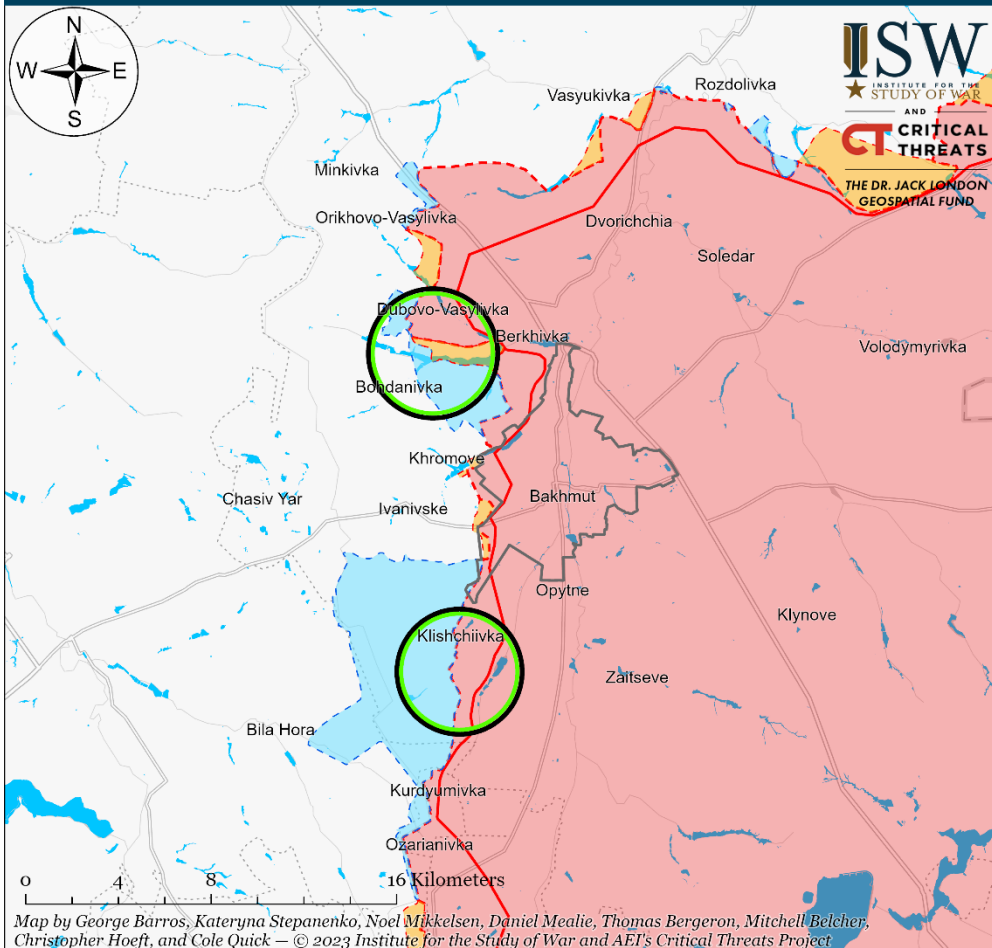 N
W E
S
ISW
INSTITUTE FOR THE
STUDY OF WAR
AND
CT CRITICAL
THREATS
THE DR. JACK LONDON
GEOSPATIAL FUND
Rozdolivka
Vasyukivka
Minkivka
Orikhovo-Vasylivka
Dvorichchia
Soledar
Dubovo-Vasylivka
Berkhivka
Volodymyrivka
Bohdanivka
Khromove
Chasiv Yar
Ivanivske
Bakhmut
Opytne
Klynove
Klishchiivka
Zaitseve
Bila Hora
Kurdyumivka
Ozarianivka
0 4 8 16 Kilometers
Map by George Barros, Kateryna Stepanenko, Noel Mikkelsen, Daniel Mealie, Thomas Bergeron, Mitchell Belcher,
Christopher Hoeft, and Cole Quick — © 2023 Institute for the Study of War and AEI's Critical Threats Project